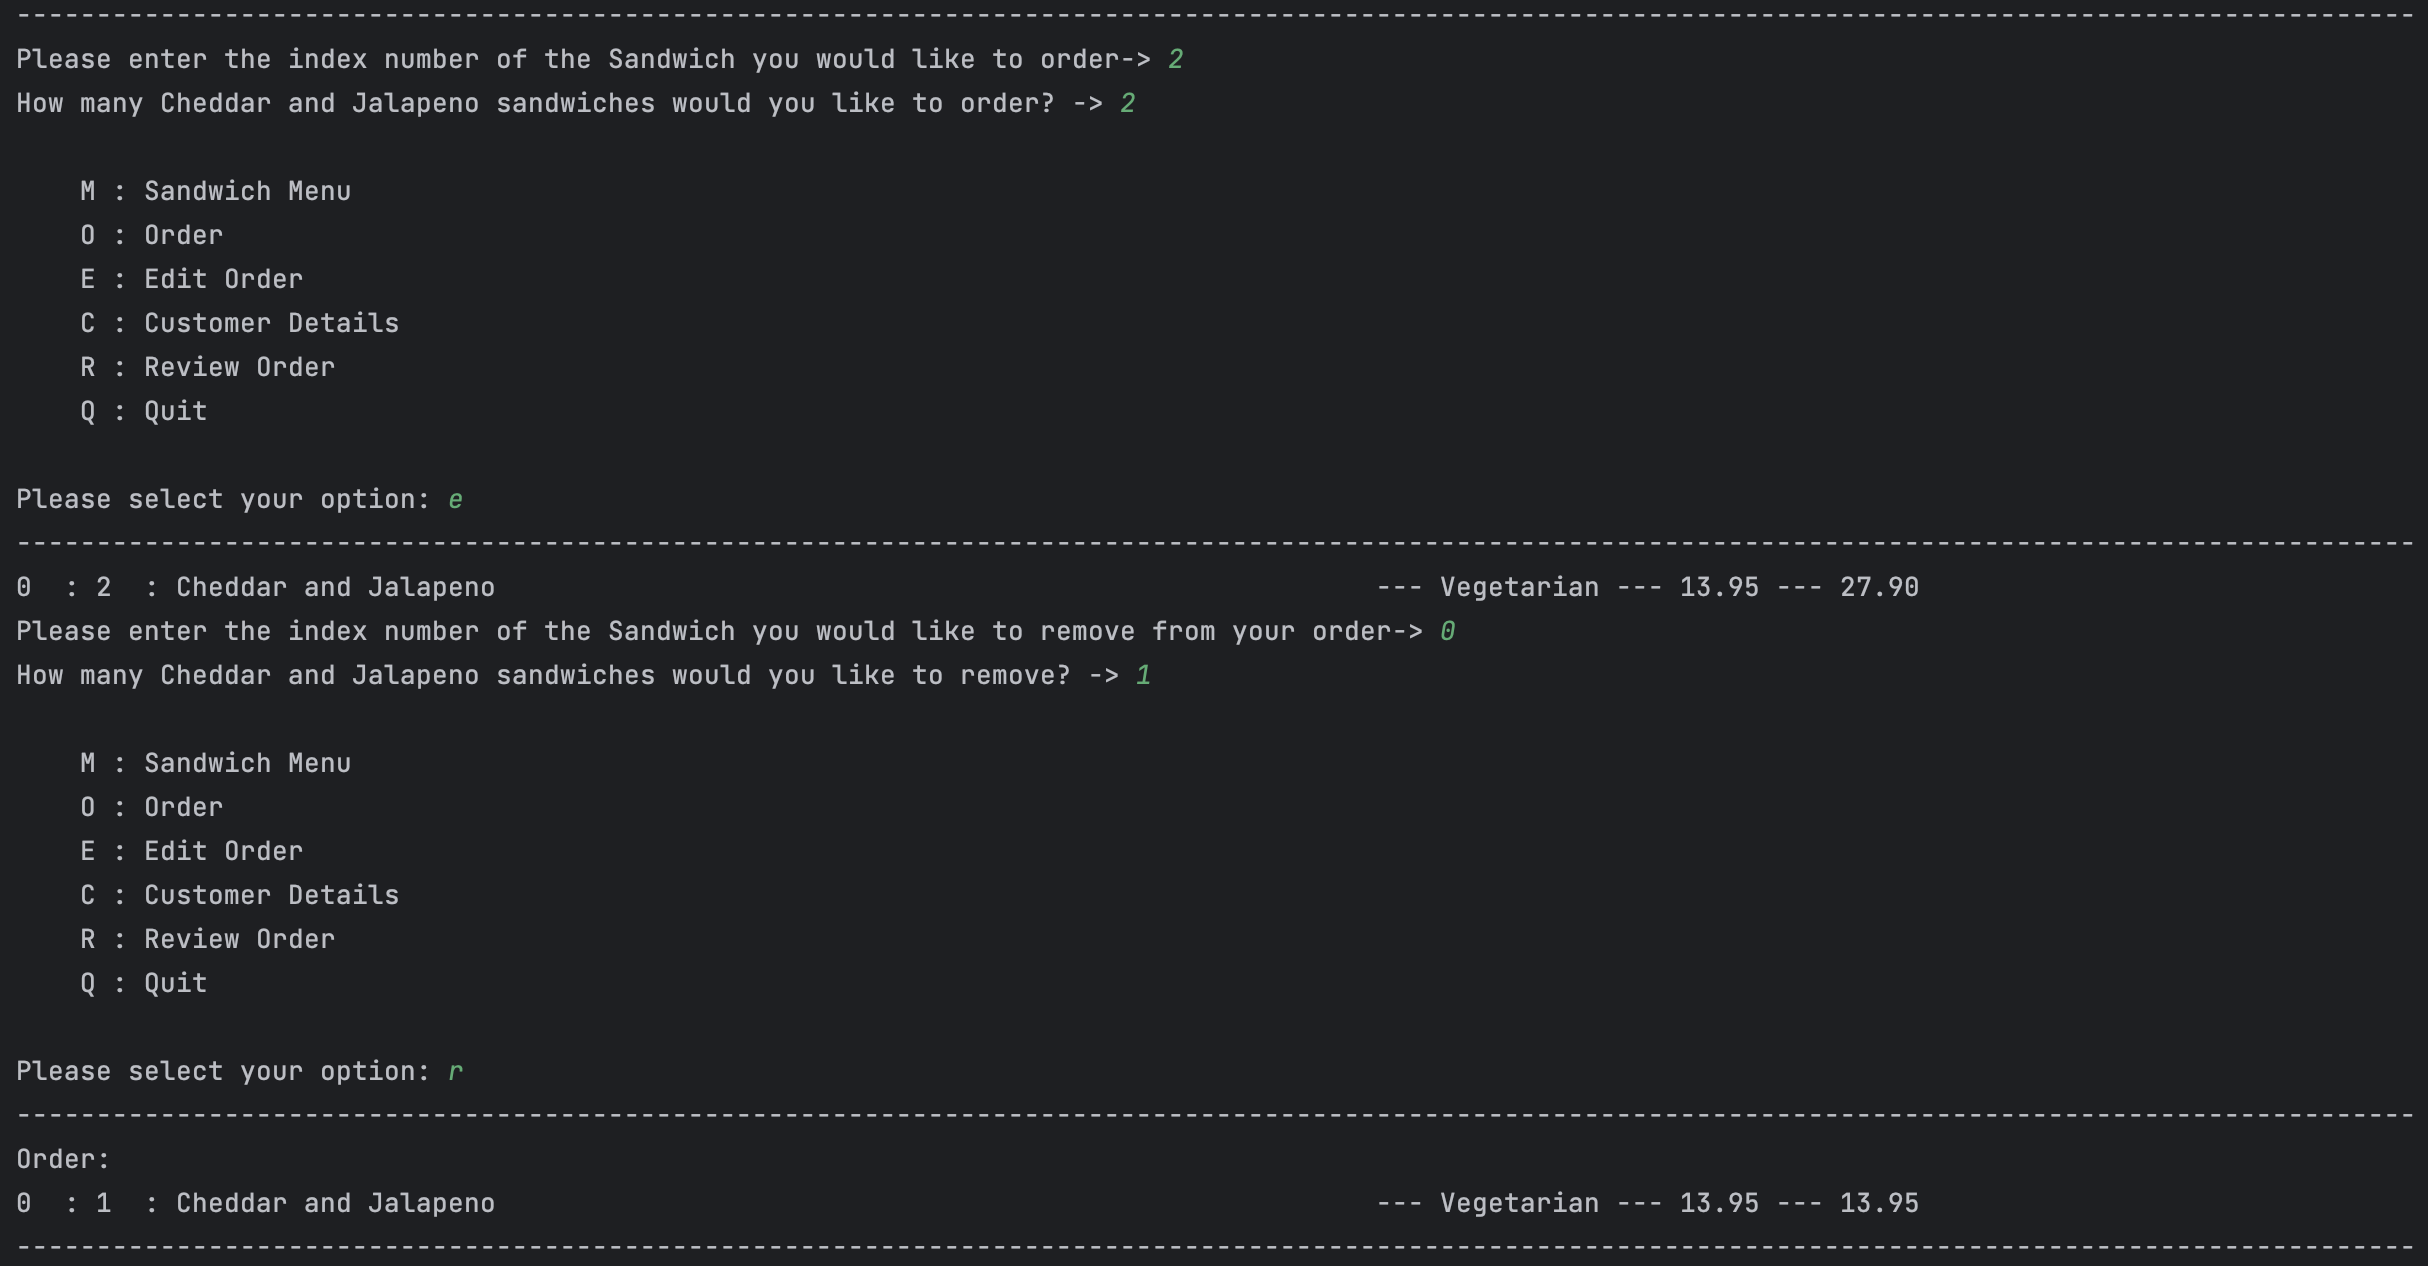 ------------------------------------------------------------------------------------------------------------------------------------------------------
Please enter the index number of the Sandwich you would like to order-> 2
How many Cheddar and Jalapeno sandwiches would you like to order? -> 2
M : Sandwich Menu
O : Order
E : Edit Order
C : Customer Details
R : Review Order
Q : Quit
Please select your option: e
------------------------------------------------------------------------------------------------------------------------------------------------------
0  : 2  : Cheddar and Jalapeno                                                       --- Vegetarian --- 13.95 --- 27.90
Please enter the index number of the Sandwich you would like to remove from your order-> 0
How many Cheddar and Jalapeno sandwiches would you like to remove? -> 1
M : Sandwich Menu
O : Order
E : Edit Order
C : Customer Details
R : Review Order
Q : Quit
Please select your option: r
------------------------------------------------------------------------------------------------------------------------------------------------------
Order:
0  : 1  : Cheddar and Jalapeno                                                       --- Vegetarian --- 13.95 --- 13.95
------------------------------------------------------------------------------------------------------------------------------------------------------